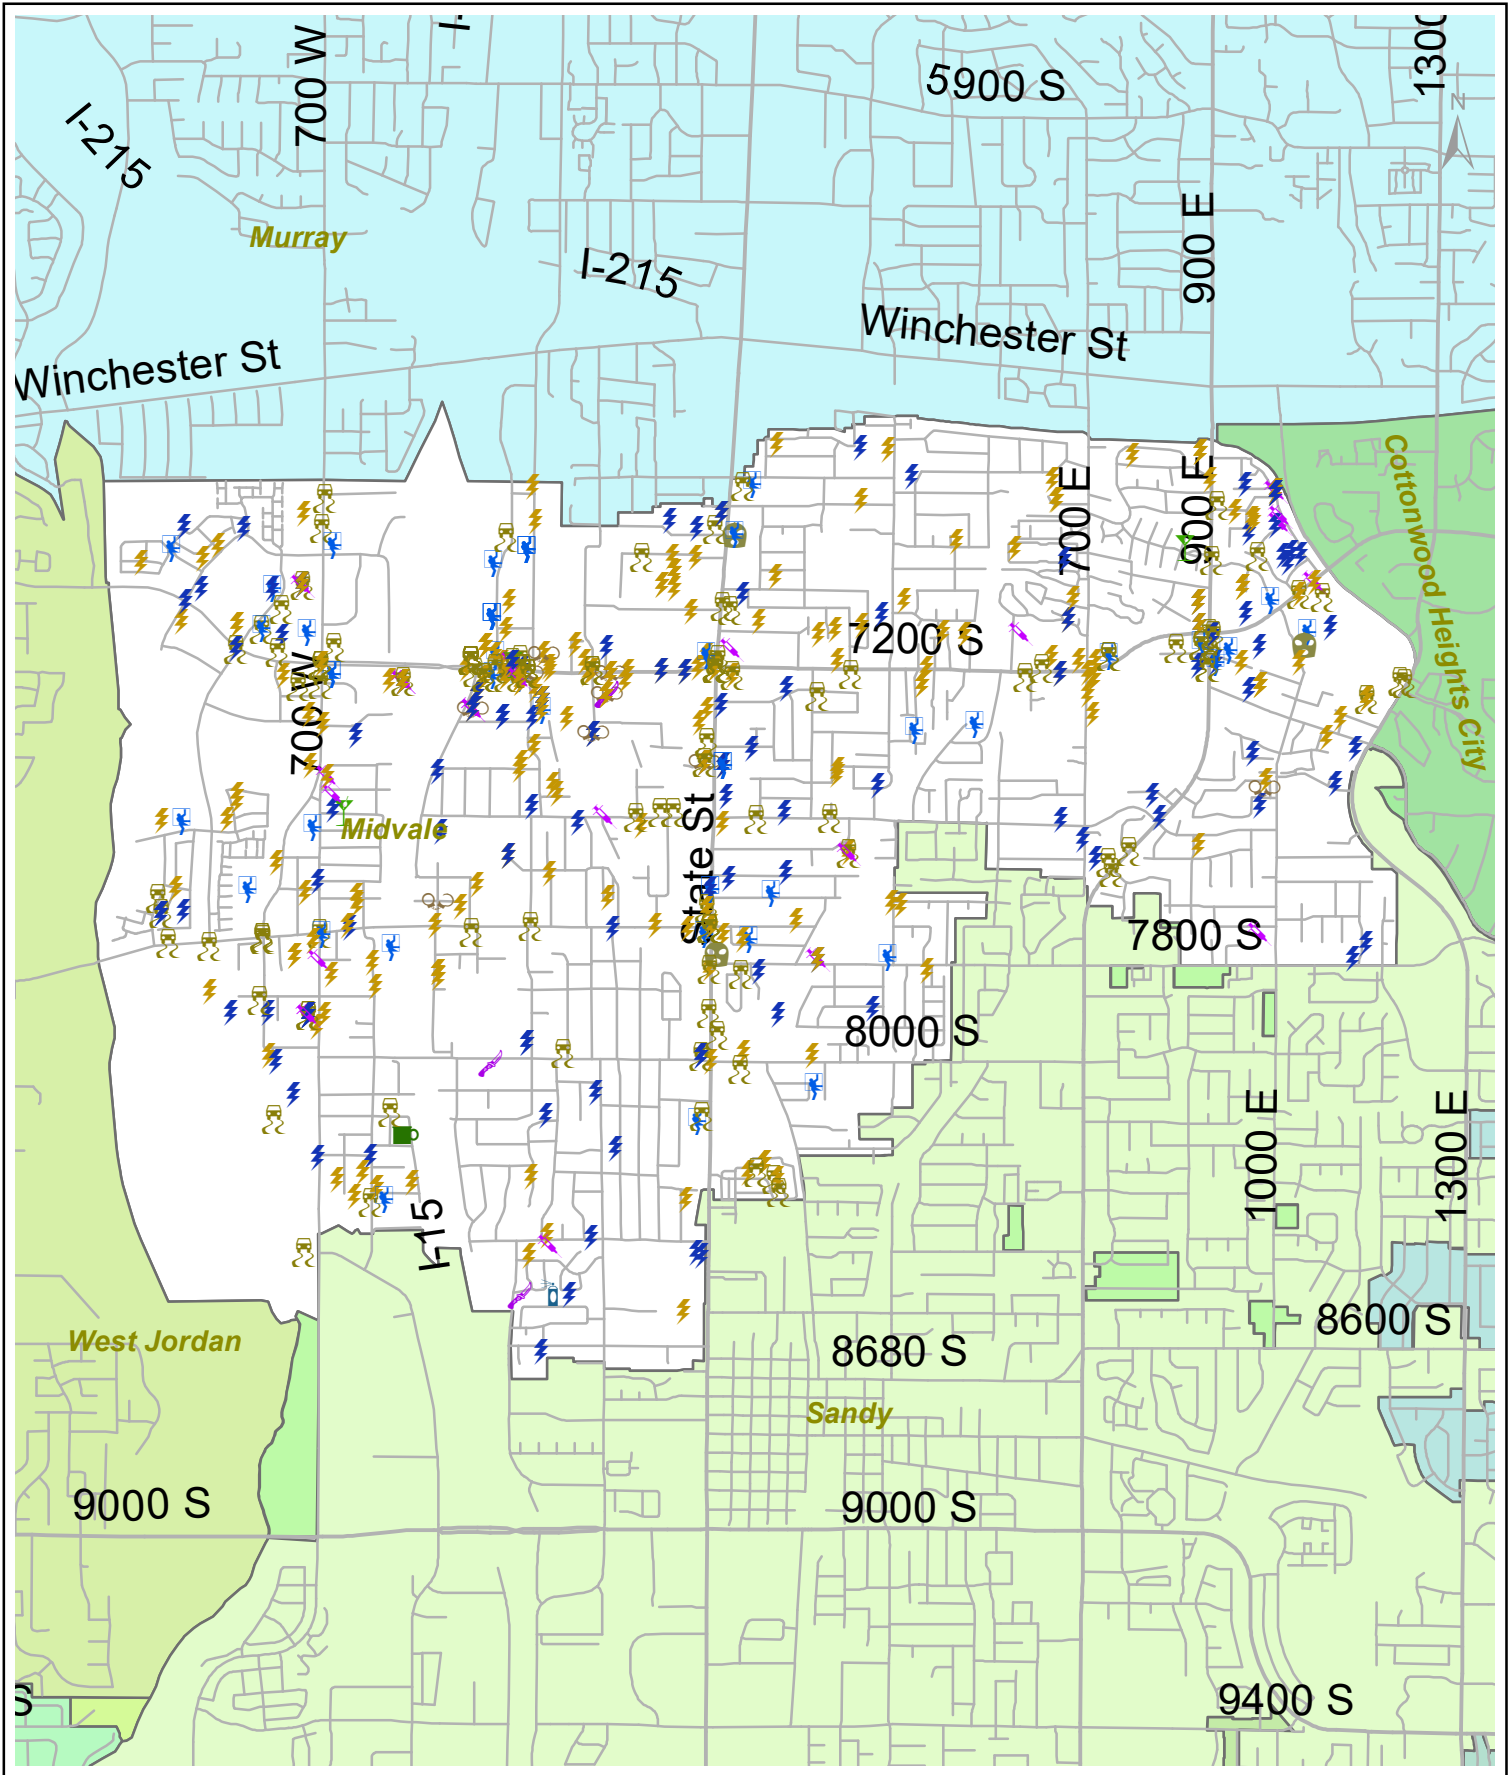 700 W
I-
5900 S
1300
N
I-215
Murray
900 E
I-215
Winchester St
Winchester St
Cottonwood Heights City
700 E
900 E
7200 S
700 W
Midvale
State St
7800 S
8000 S
1000 E
1300 E
I-15
8600 S
West Jordan
8680 S
Sandy
9000 S
9000 S
S
9400 S